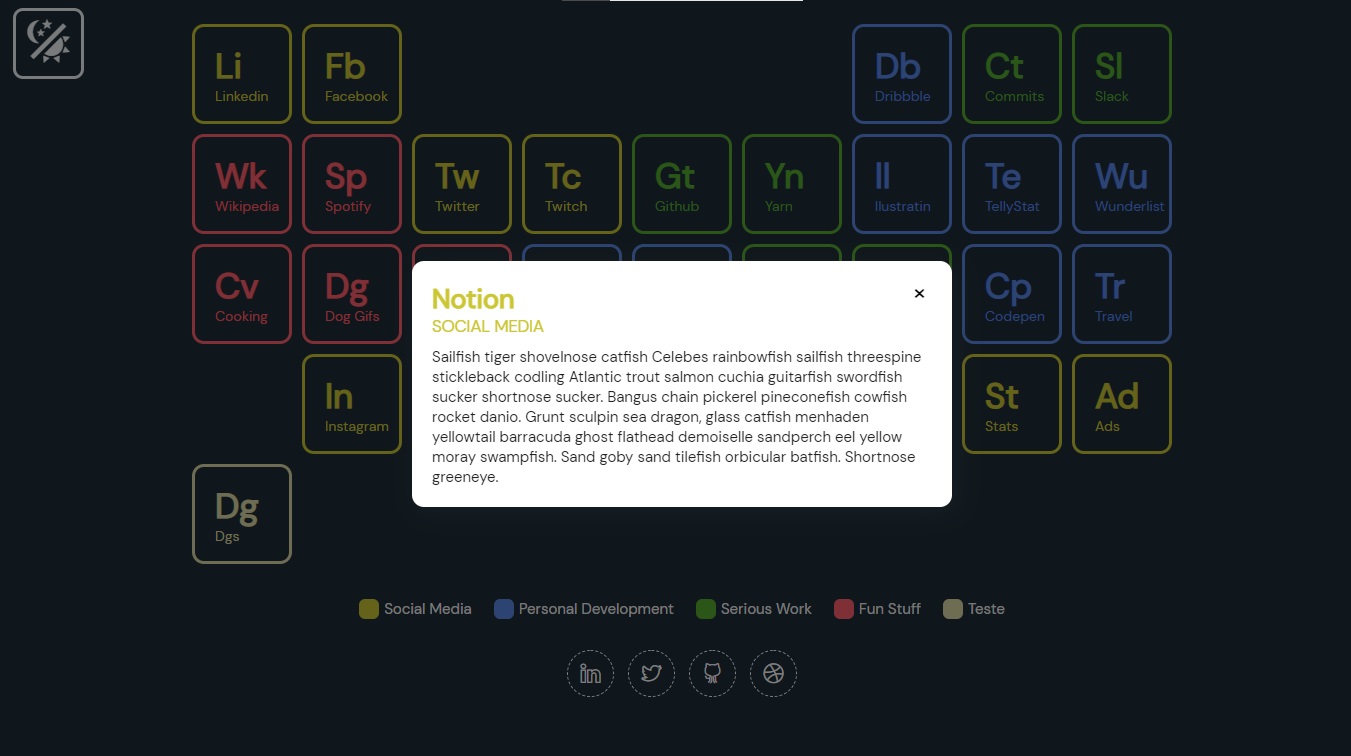 Li
Linkedin
Fb
Facebook
Db
Dribbble
Ct
Commits
Sl
Slack
Wk
Wikipedia
Sp
Spotify
Tw
Twitter
Tc
Twitch
Gt
Github
Yn
Yarn
Il
Ilustratin
Te
TellyStat
Wu
Wunderlist
Cv
Cooking
Dg
Dog Gifs
Cp
Codepen
Tr
Travel
Notion
SOCIAL MEDIA
Sailfish tiger shovelnose catfish Celebes rainbowfish sailfish threespine
stickleback codling Atlantic trout salmon cuchia guitarfish swordfish
sucker shortnose sucker. Bangus chain pickerel pineconefish cowfish
rocket danio. Grunt sculpin sea dragon, glass catfish menhaden
yellowtail barracuda ghost flathead demoiselle sandperch eel yellow
moray swampfish. Sand goby sand tilefish orbicular batfish. Shortnose
greeneye.
In
Instagram
St
Stats
Ad
Ads
Dg
Dgs
Social Media
Personal Development
Serious Work
Fun Stuff
Teste
in